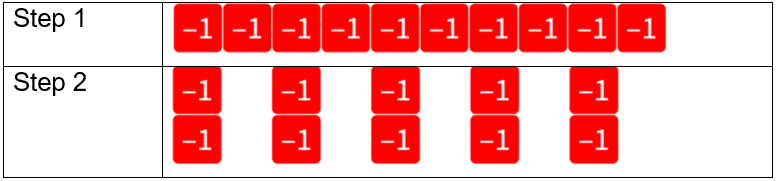 Step 1
–1 –1 –1 –1 –1 –1 –1 –1 –1 –1
Step 2
–1 –1 –1 –1 –1
–1 –1 –1 –1 –1